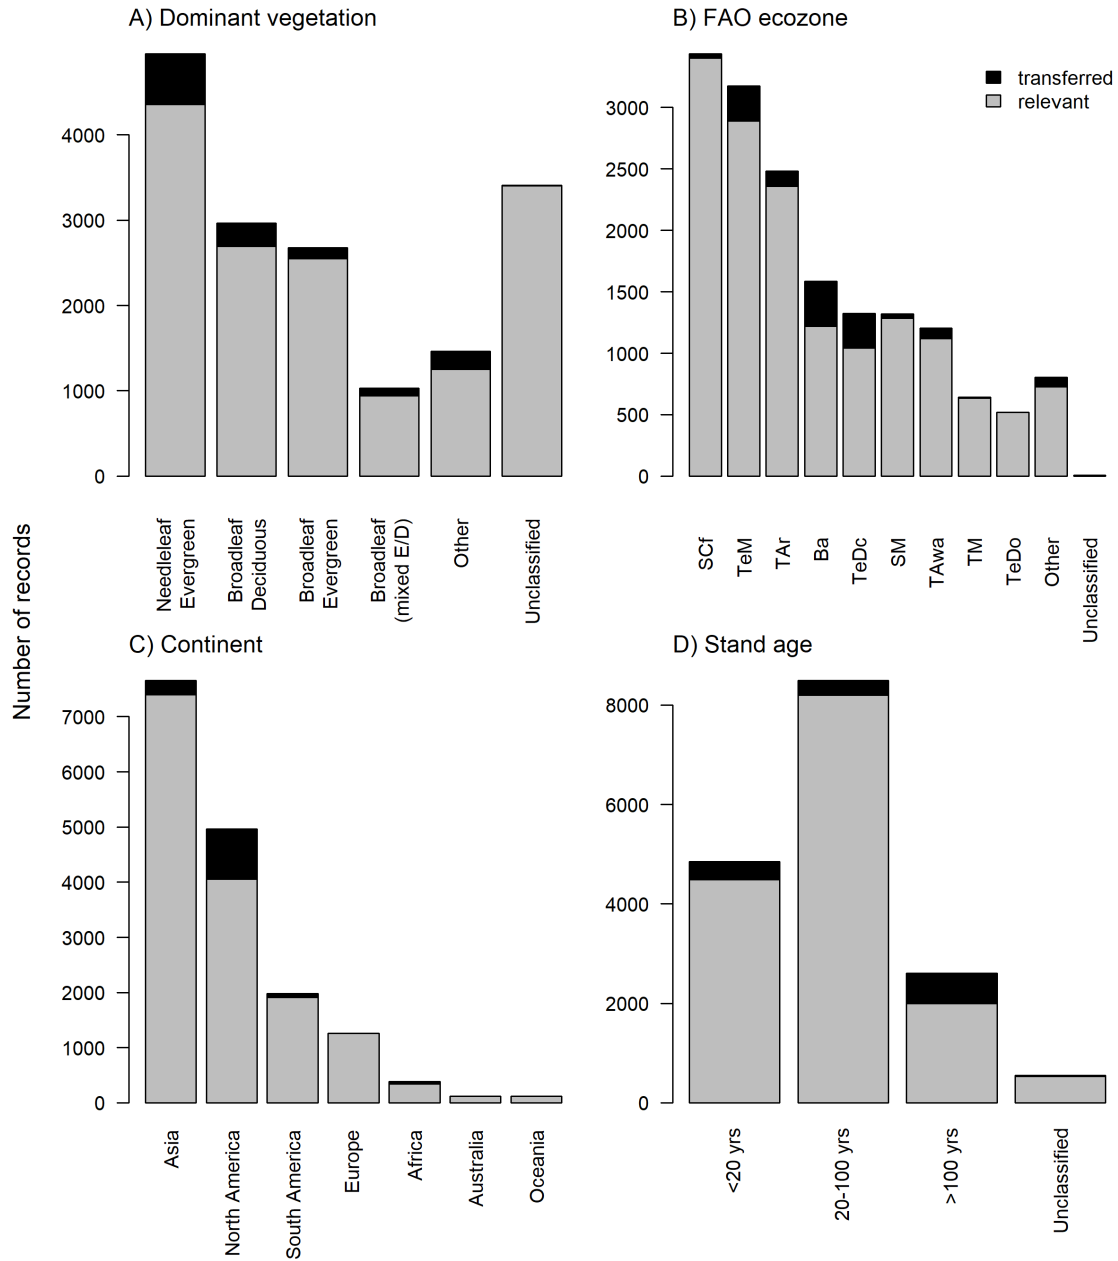 A) Dominant vegetation
4000
3000
2000
1000
0
Needleleaf
Evergreen
Broadleaf
Deciduous
Broadleaf
Evergreen
Broadleaf
(mixed E/D)
Other
Unclassified
B) FAO ecozone
transferred
relevant
3000
2500
2000
1500
1000
500
0
SCf
TeM
TAr
Ba
TeDc
SM
TAwa
TM
TeDo
Other
Unclassified
Number of records
C) Continent
7000
6000
5000
4000
3000
2000
1000
0
Asia
North America
South America
Europe
Africa
Australia
Oceania
D) Stand age
8000
6000
4000
2000
0
<20 yrs
20-100 yrs
>100 yrs
Unclassified